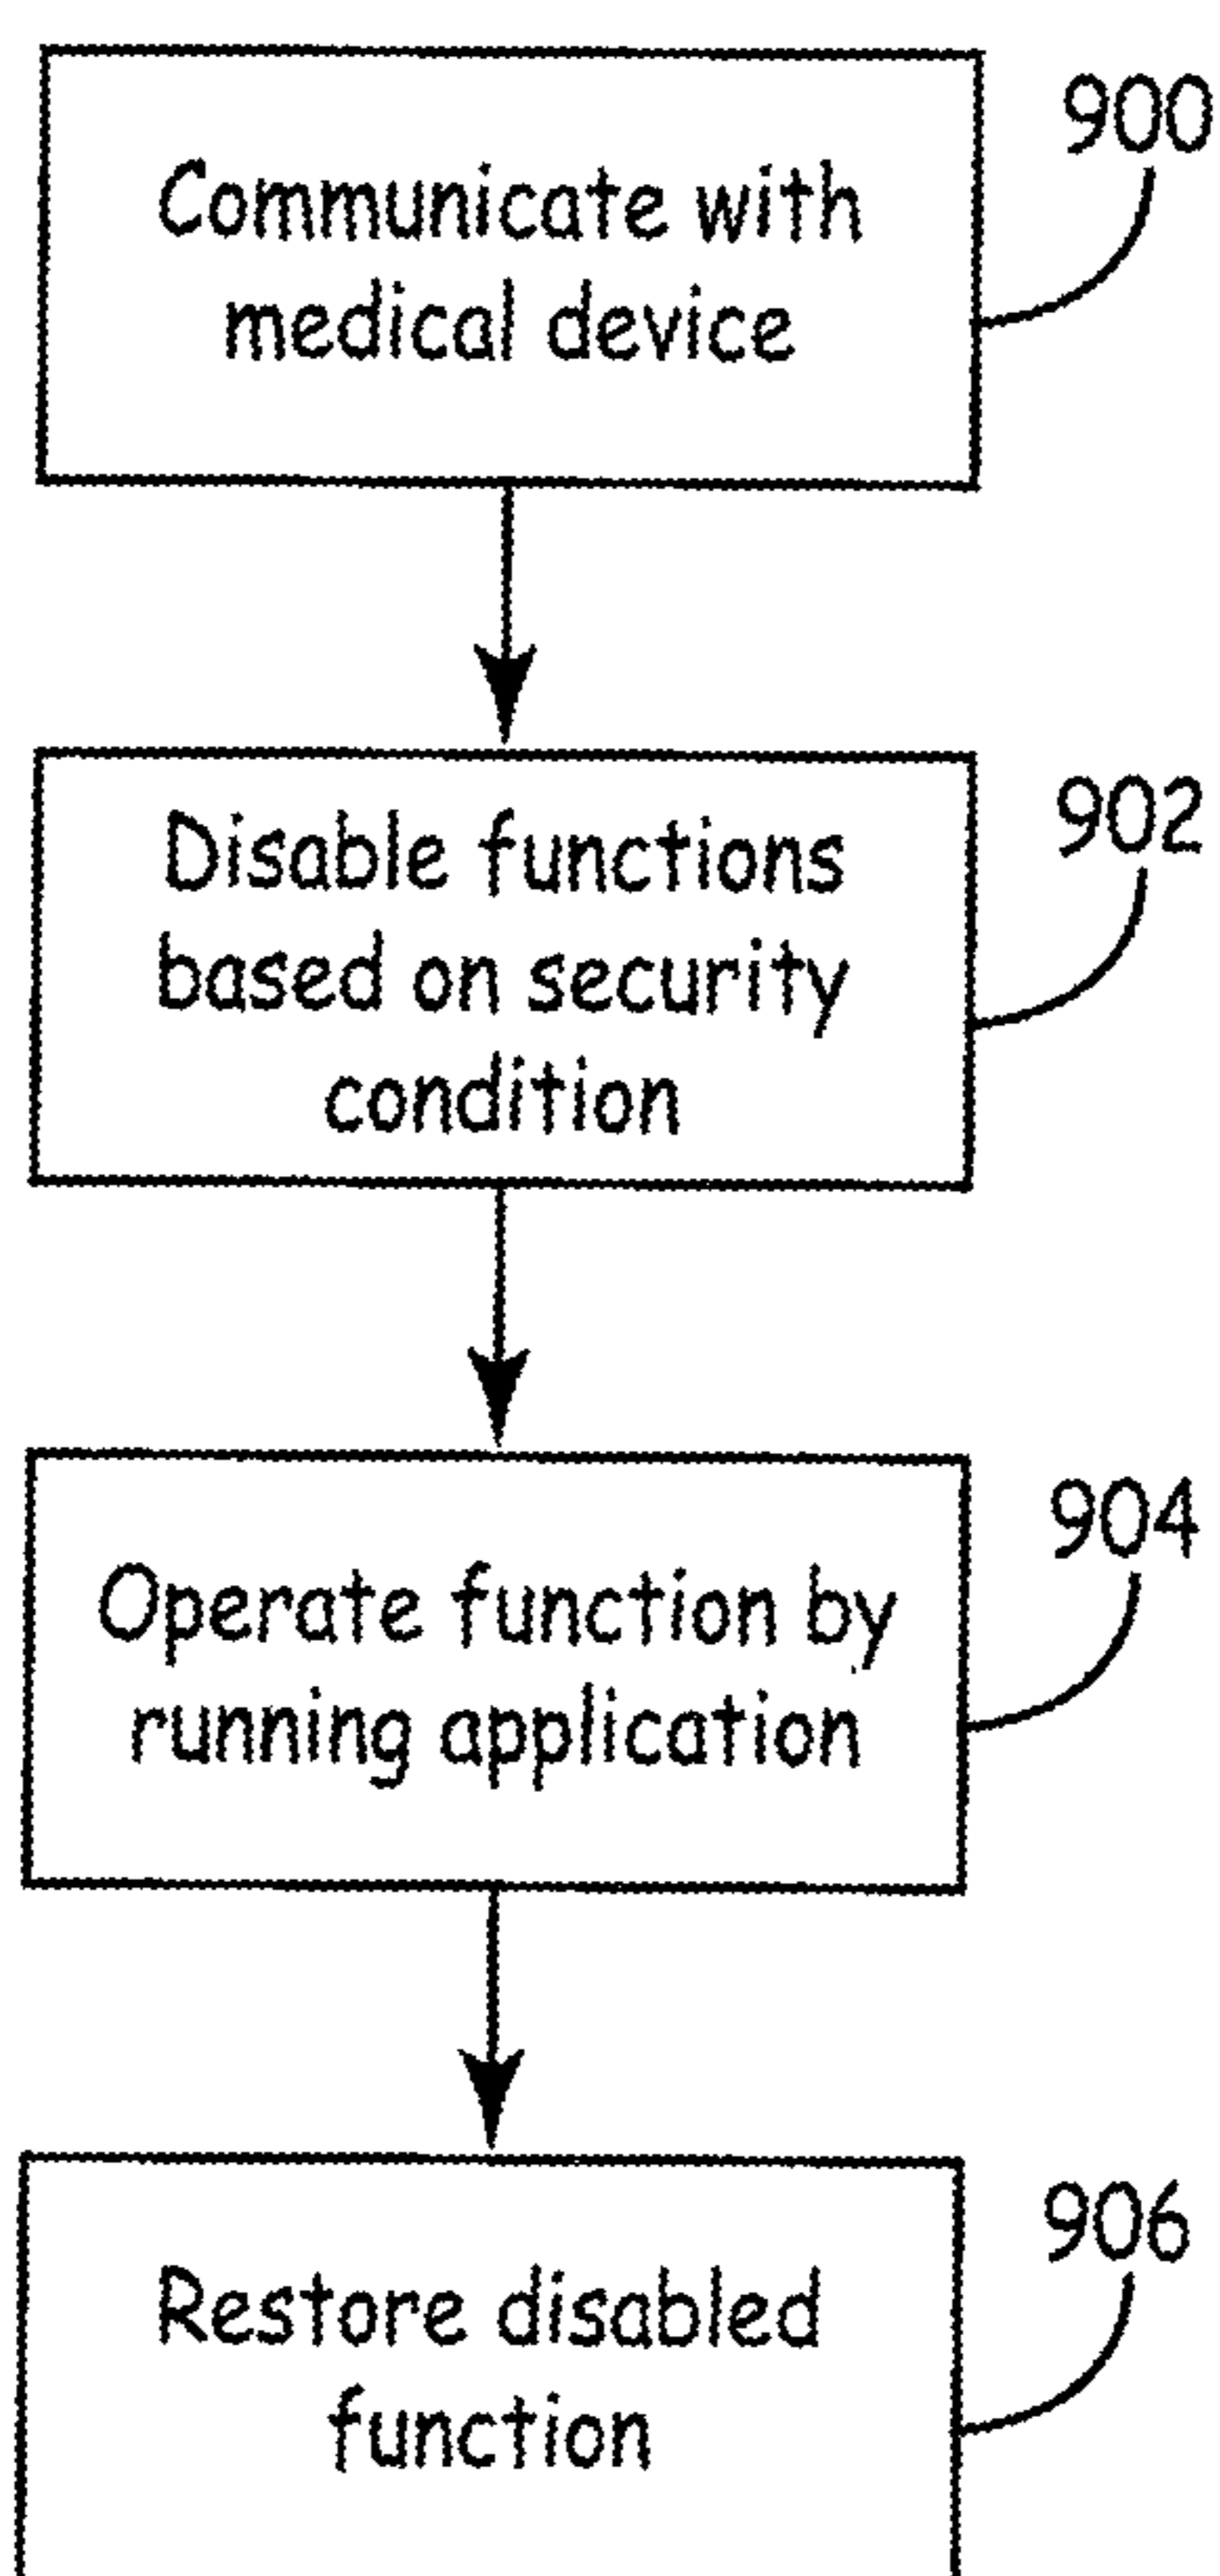 900
Communicate with
medical device
902
Disable functions
based on security
condition
904
Operate function by
running application
906
Restore disabled
function